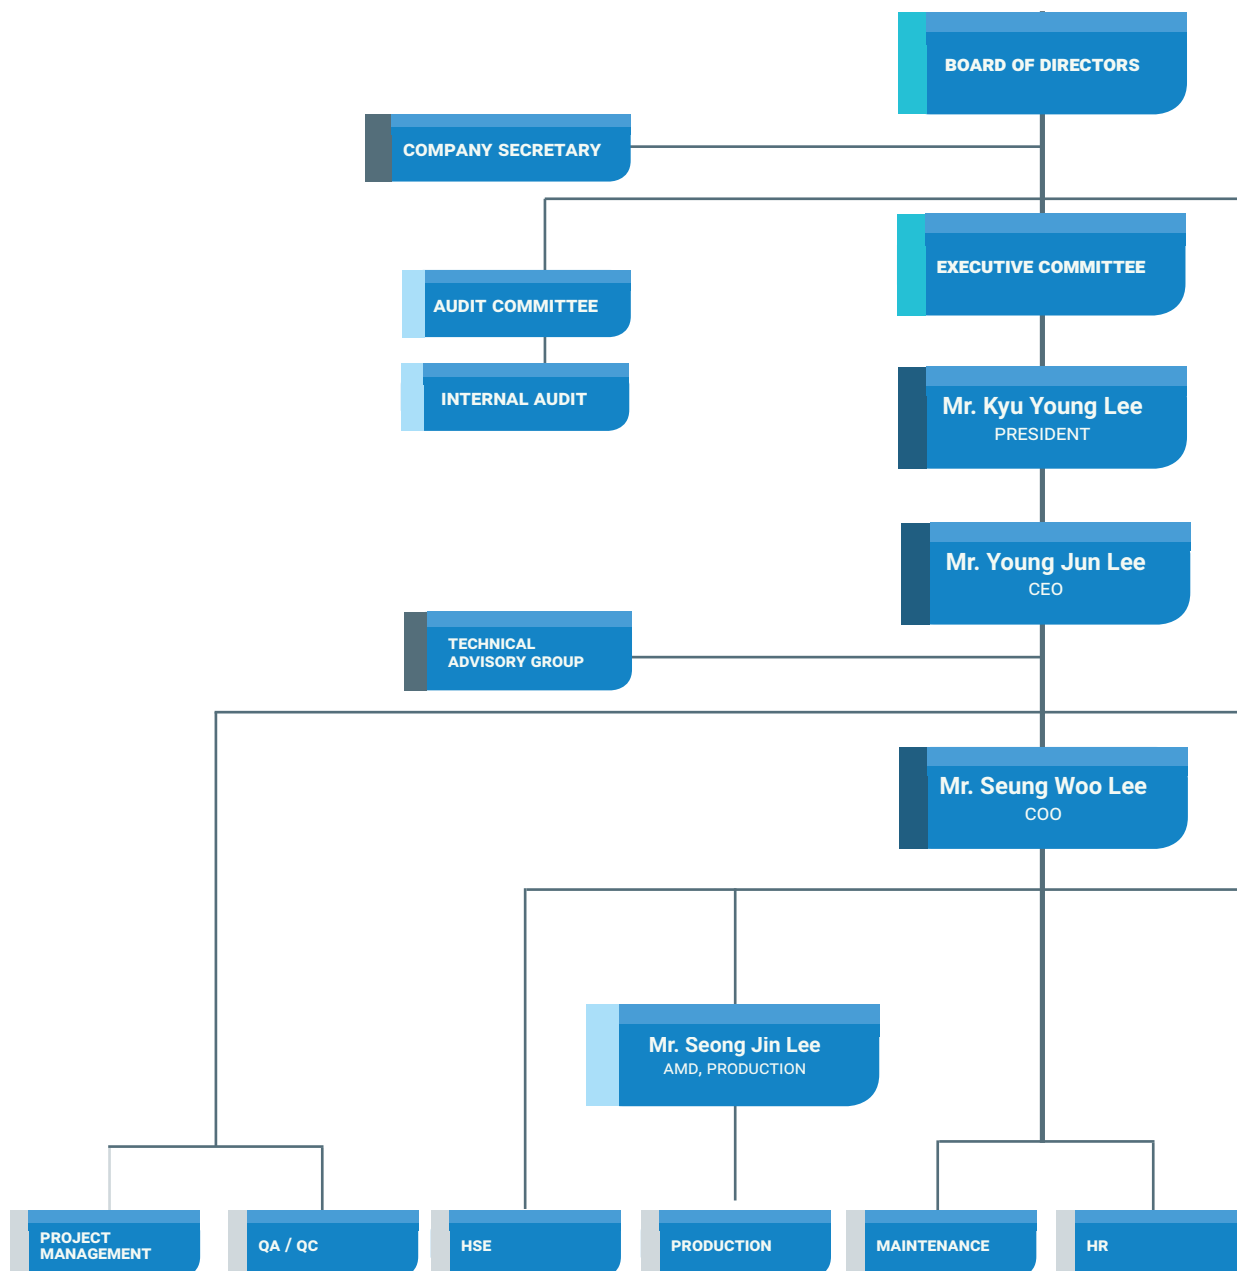 BOARD OF DIRECTORS
COMPANY SECRETARY
EXECUTIVE COMMITTEE
AUDIT COMMITTEE
INTERNAL AUDIT
Mr. Kyu Young Lee
PRESIDENT
Mr. Young Jun Lee
CEO
TECHNICAL
ADVISORY GROUP
Mr. Seung Woo Lee
COO
Mr. Seong Jin Lee
AMD, PRODUCTION
PROJECT
MANAGEMENT
QA / QC
HSE
PRODUCTION
MAINTENANCE
HR